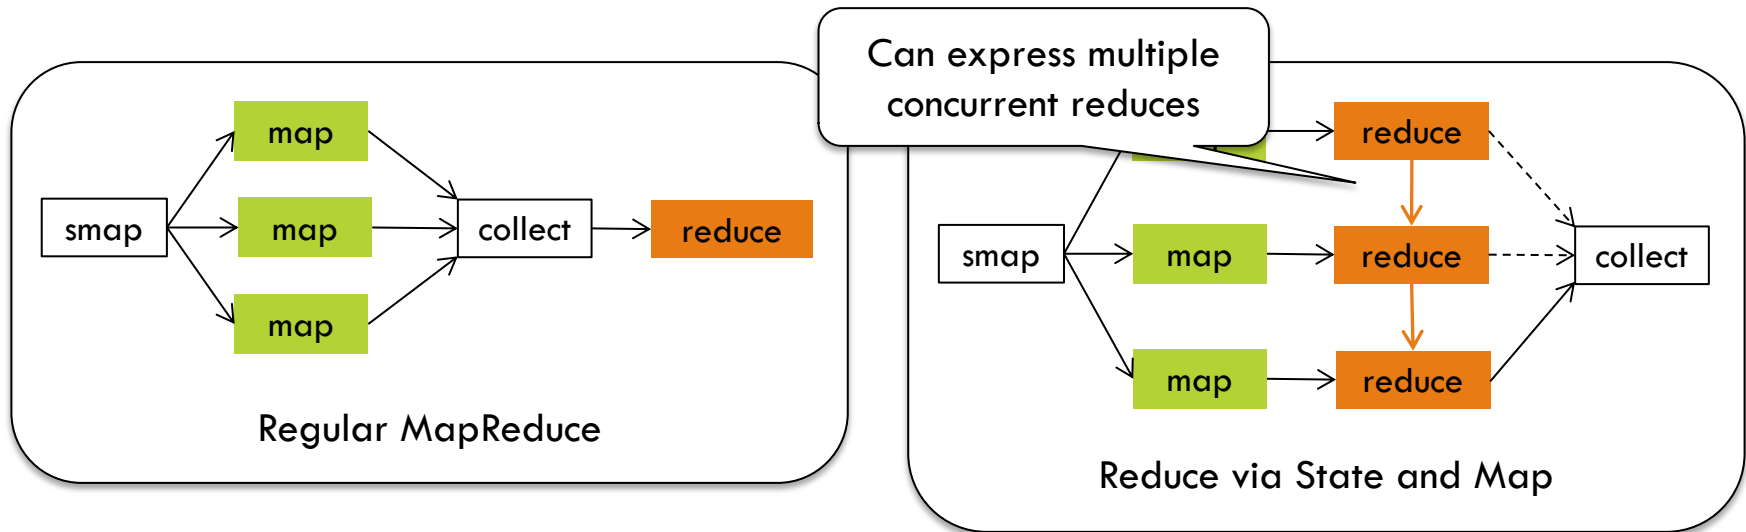 Can express multiple
concurrent reduces
map
smap
map
collect
reduce
map
Regular MapReduce
reduce
smap
map
reduce
collect
map
reduce
Reduce via State and Map